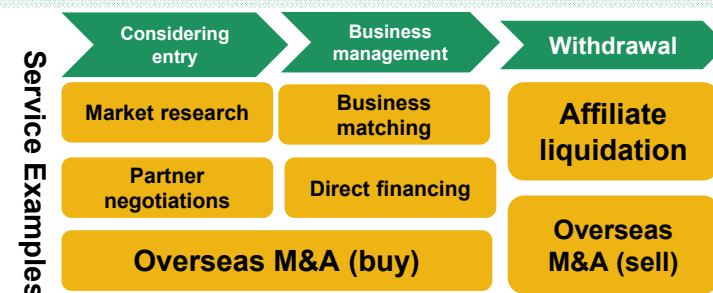 Considering
entry
Business
management
Withdrawal
Service Examples
Market research
Business
matching
Affiliate
liquidation
Partner
negotiations
Direct financing
Overseas M&A (buy)
Overseas
M&A (sell)